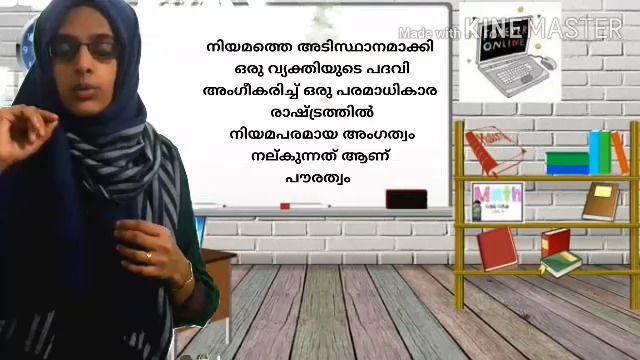 Made with KINEMASTER
നിയമത്തെ അടിസ്ഥാനമാക്കി
ഒരു വ്യക്തിയുടെ പദവി
അംഗീകരിച്ച് ഒരു പരമാധികാര
രാഷ്ട്രത്തിൽ
നിയമപരമായ അംഗത്വം
നല്കുന്നത് ആണ്
പൗരത്വം
ONLINE
Math